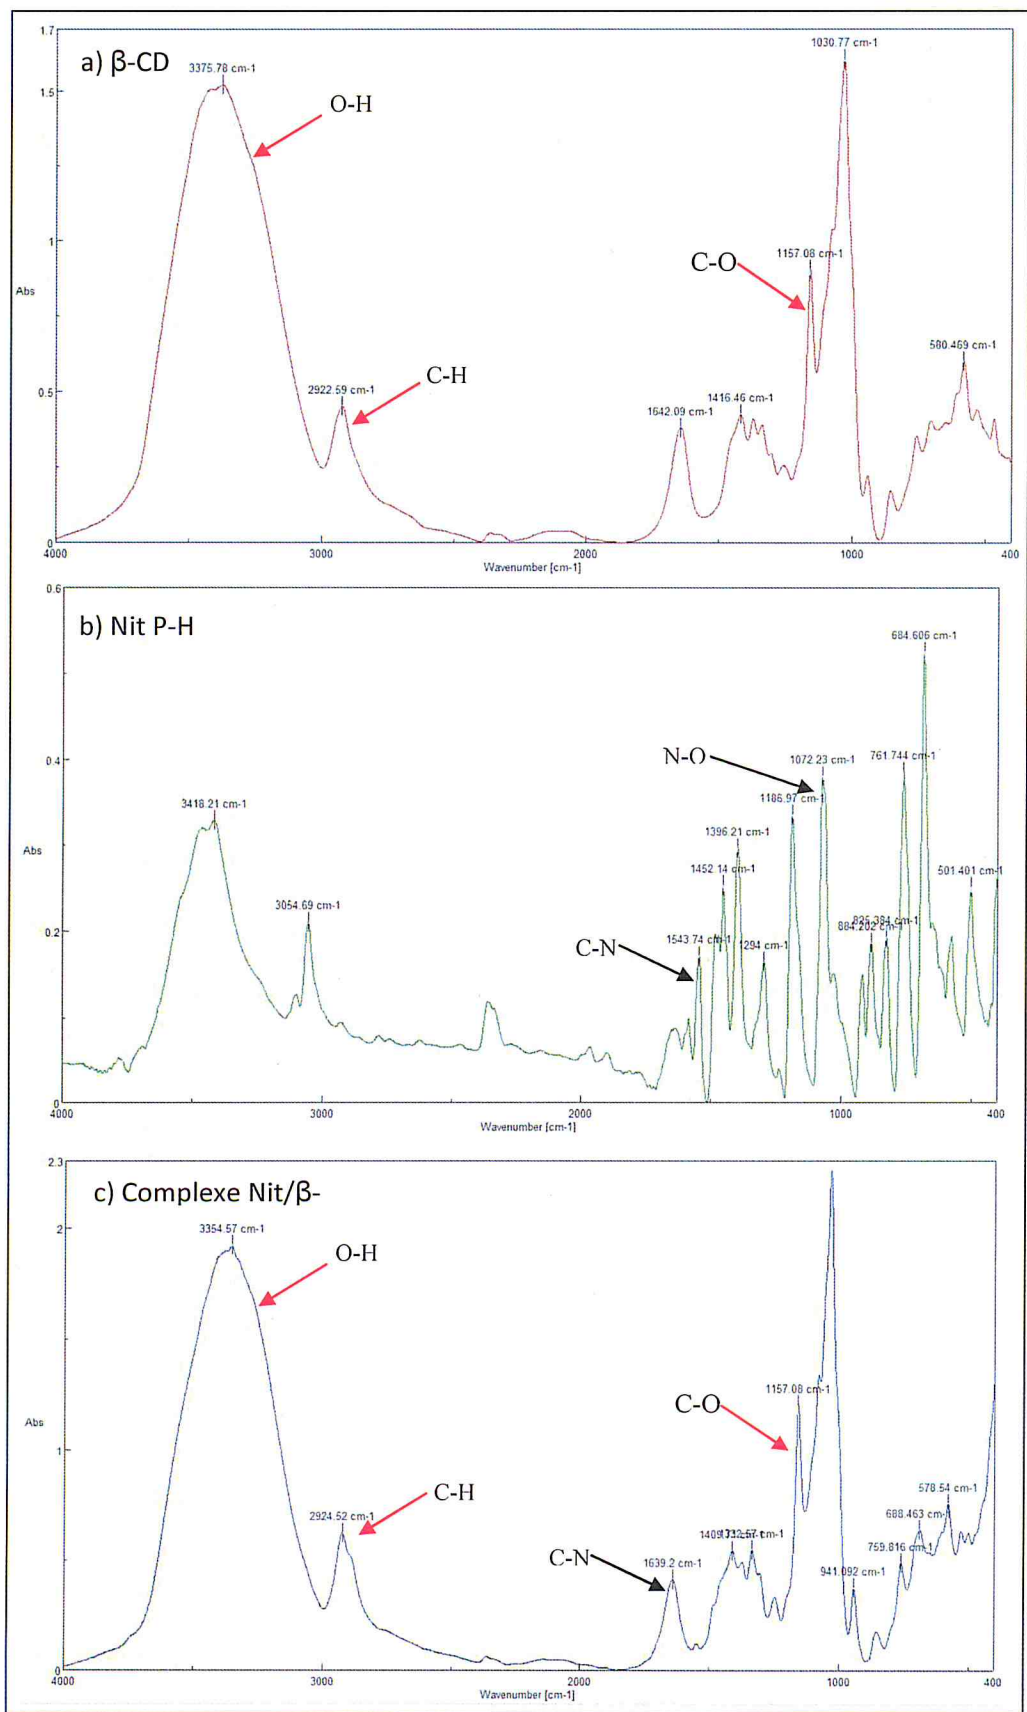 1.7
a) β-CD
3375.78 cm-1
1030.77 cm-1
1.5
O-H
1
C-O
1157.08 cm-1
Abs
580.469 cm-1
C-H
2922.59 cm-1
0.5
1642.09 cm-1
1416.46 cm-1
0
4000
3000
2000
1000
400
Wavenumber [cm-1]
0.6
b) Nit P-H
684.606 cm-1
N-O
0.4
1072.23 cm-1
761.744 cm-1
3418.21 cm-1
1186.97 cm-1
1396.21 cm-1
Abs
1452.14 cm-1
501.401 cm-1
3054.69 cm-1
0.2
825.384 cm-1
884.202 cm-1
C-N
1543.74 cm-1
1294 cm-1
0
4000
3000
2000
1000
400
Wavenumber [cm-1]
2.3
c) Complexe Nit/β-
2
3354.57 cm-1
O-H
1157.08 cm-1
C-O
Abs
1
C-H
2924.52 cm-1
578.54 cm-1
688.463 cm-1
1332.57 cm-1
C-N
1639.2 cm-1
759.816 cm-1
941.092 cm-1
0
4000
3000
2000
1000
400
Wavenumber [cm-1]